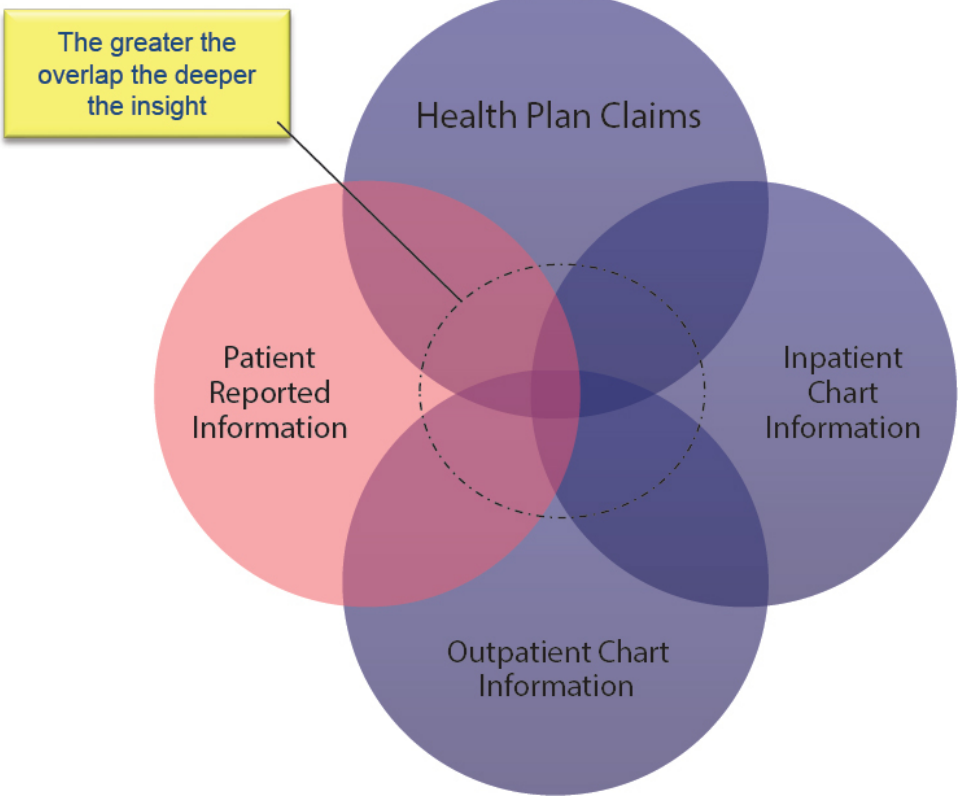 The greater the
overlap the deeper
the insight
Health Plan Claims
Patient
Reported
Information
Inpatient
Chart
Information
Outpatient Chart
Information